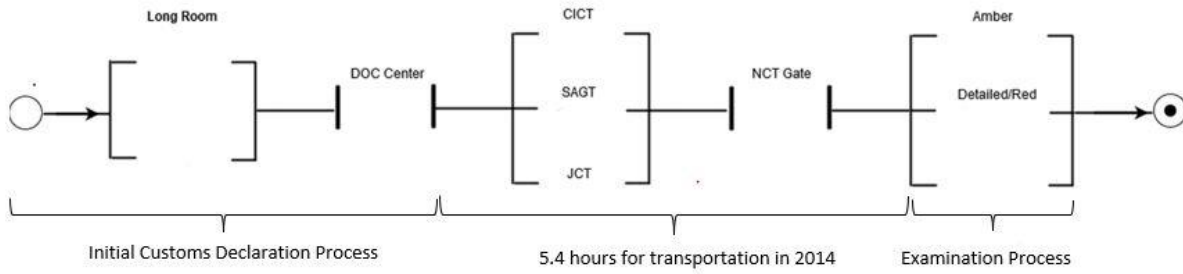 Long Room
DOC Center
CICT
SAGT
JCT
NCT Gate
Amber
Detailed/Red
Initial Customs Declaration Process
5.4 hours for transportation in 2014
Examination Process